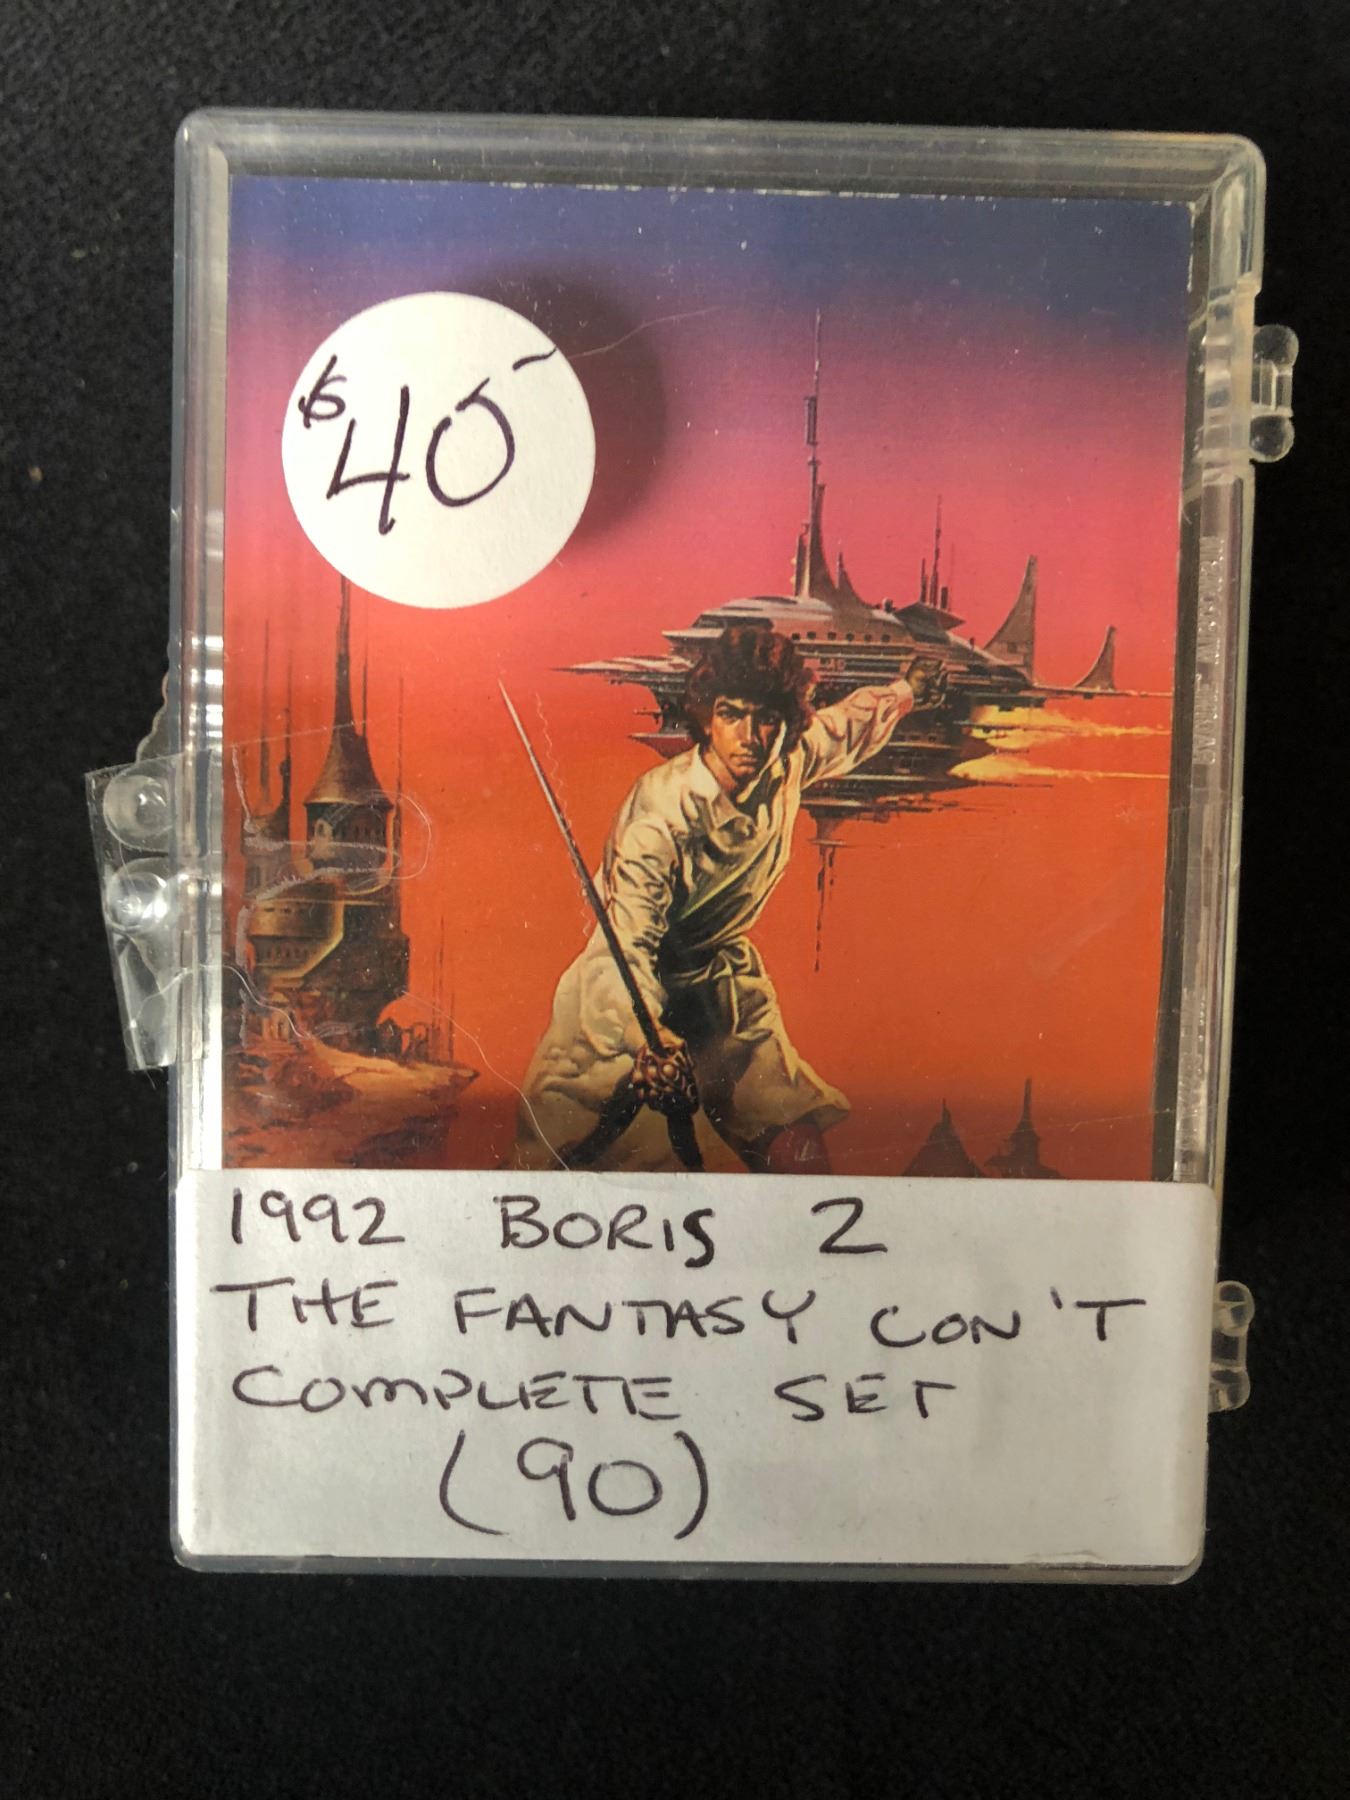 $40-
1992 BORIS 2
THE FANTASY CON'T
COMPLETE SET
(90)